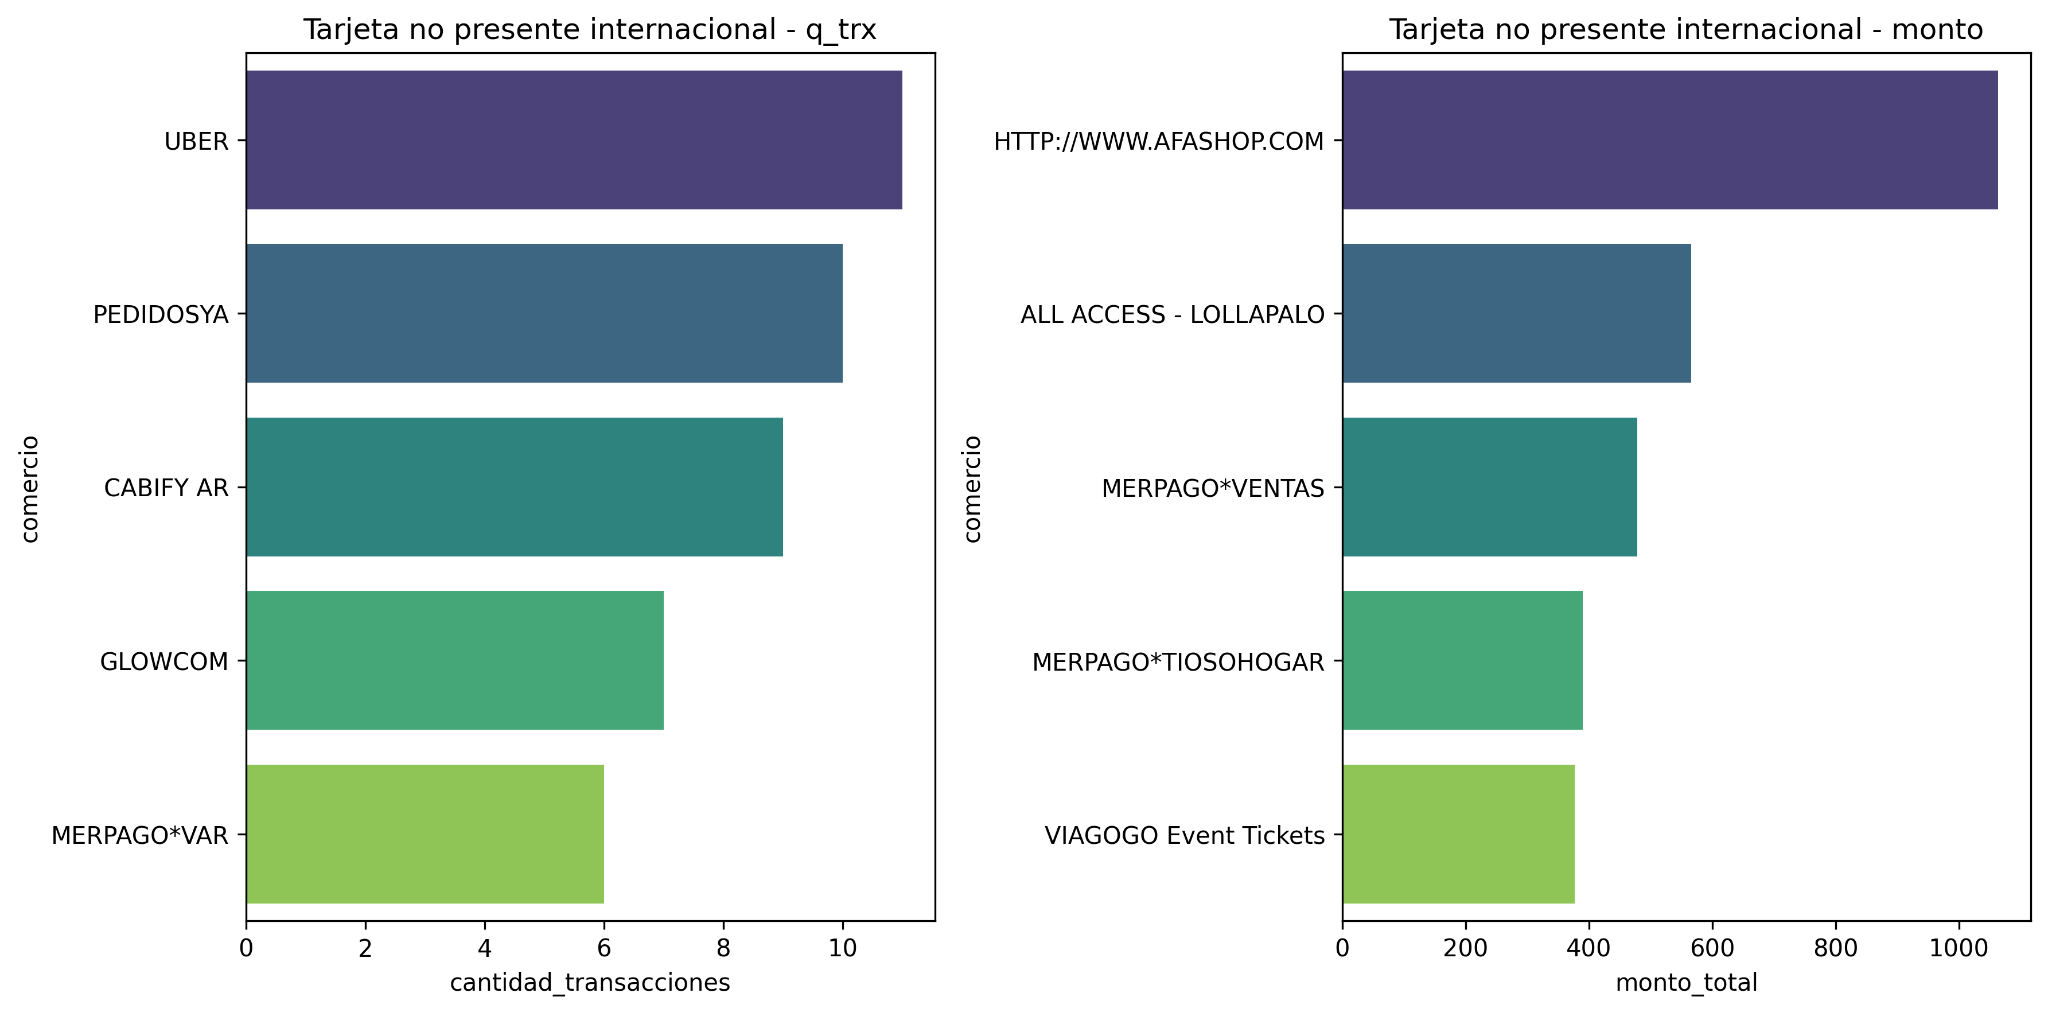 Tarjeta no presente internacional - q_trx
comercio
UBER
PEDIDOSYA
CABIFY AR
GLOWCOM
MERPAGO*VAR
0 2 4 6 8 10
cantidad_transacciones
Tarjeta no presente internacional - monto
comercio
HTTP://WWW.AFASHOP.COM
ALL ACCESS - LOLLAPALO
MERPAGO*VENTAS
MERPAGO*TIOSOHOGAR
VIAGOGO Event Tickets
0 200 400 600 800 1000
monto_total